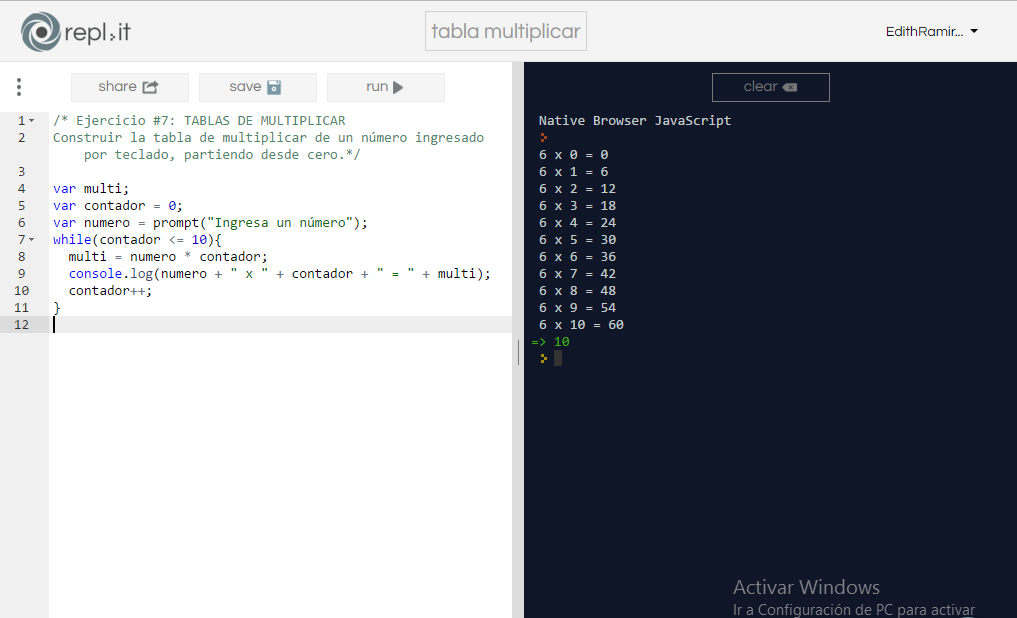 repl.it
tabla multiplicar
EdithRamir...
share
save
run
clear
1 /* Ejercicio #7: TABLAS DE MULTIPLICAR
2 Construir la tabla de multiplicar de un número ingresado
por teclado, partiendo desde cero.*/
3
4 var multi;
5 var contador = 0;
6 var numero = prompt("Ingresa un número");
7 while(contador <= 10){
8 multi = numero * contador;
9 console.log(numero + " x " + contador + " = " + multi);
10 contador++;
11 }
12
Native Browser JavaScript
6 x 0 = 0
6 x 1 = 6
6 x 2 = 12
6 x 3 = 18
6 x 4 = 24
6 x 5 = 30
6 x 6 = 36
6 x 7 = 42
6 x 8 = 48
6 x 9 = 54
6 x 10 = 60
=> 10
Activar Windows
Ir a Configuración de PC para activar